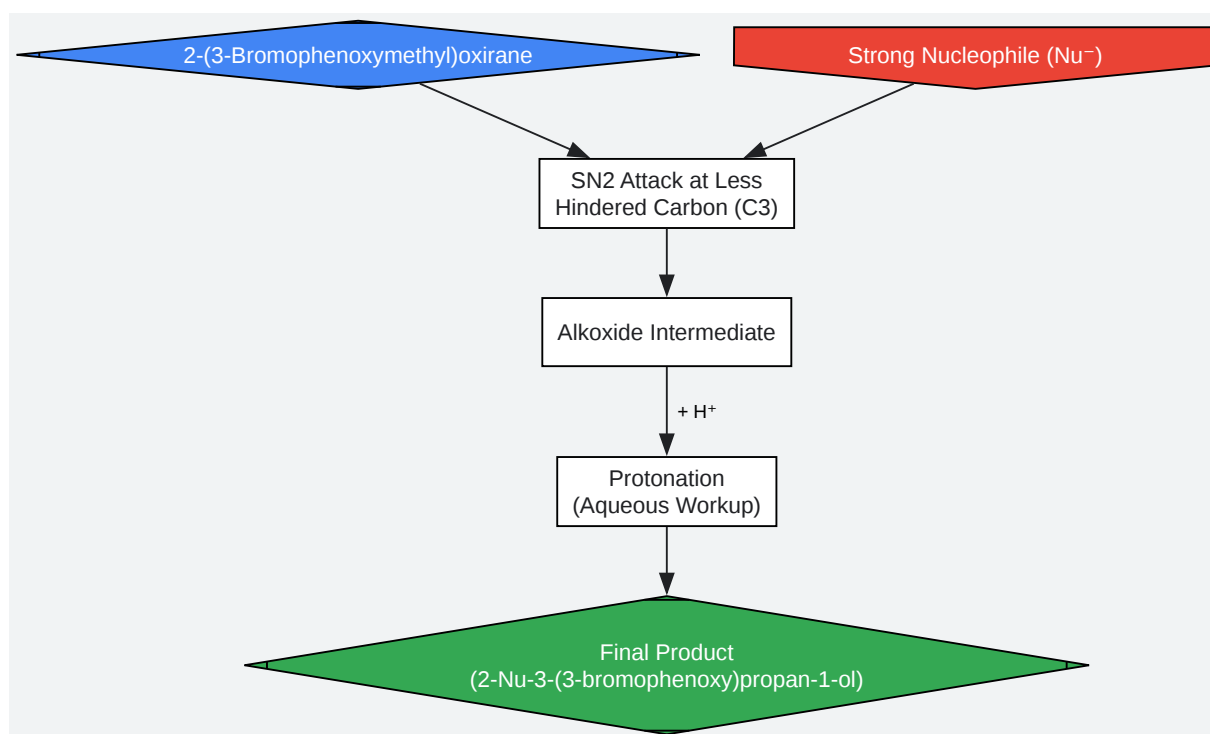 2-(3-Bromophenoxymethyl)oxirane
Strong Nucleophile (Nu⁻)
SN2 Attack at Less
Hindered Carbon (C3)
Alkoxide Intermediate
+ H⁺
Protonation
(Aqueous Workup)
Final Product
(2-Nu-3-(3-bromophenoxy)propan-1-ol)